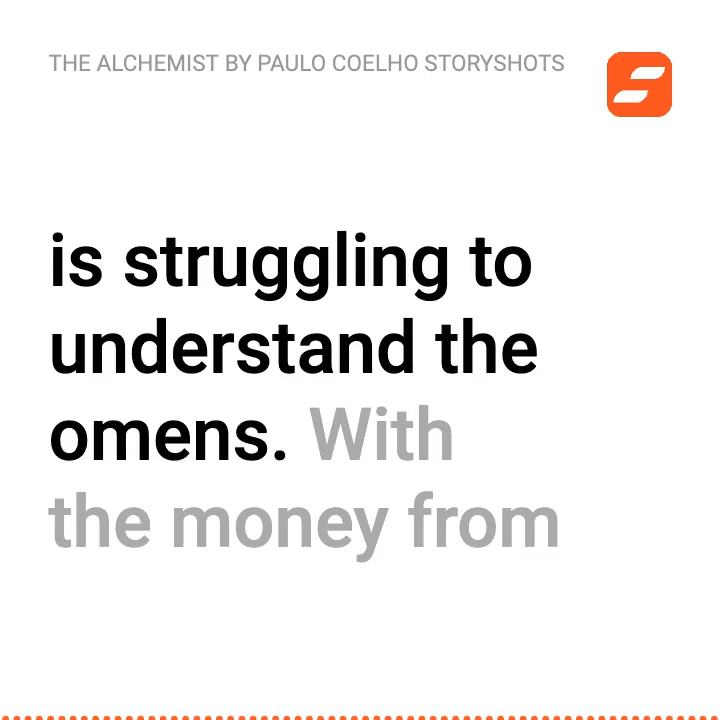 THE ALCHEMIST BY PAULO COELHO STORYSHOTS
is struggling to
understand the
omens. With
the money from